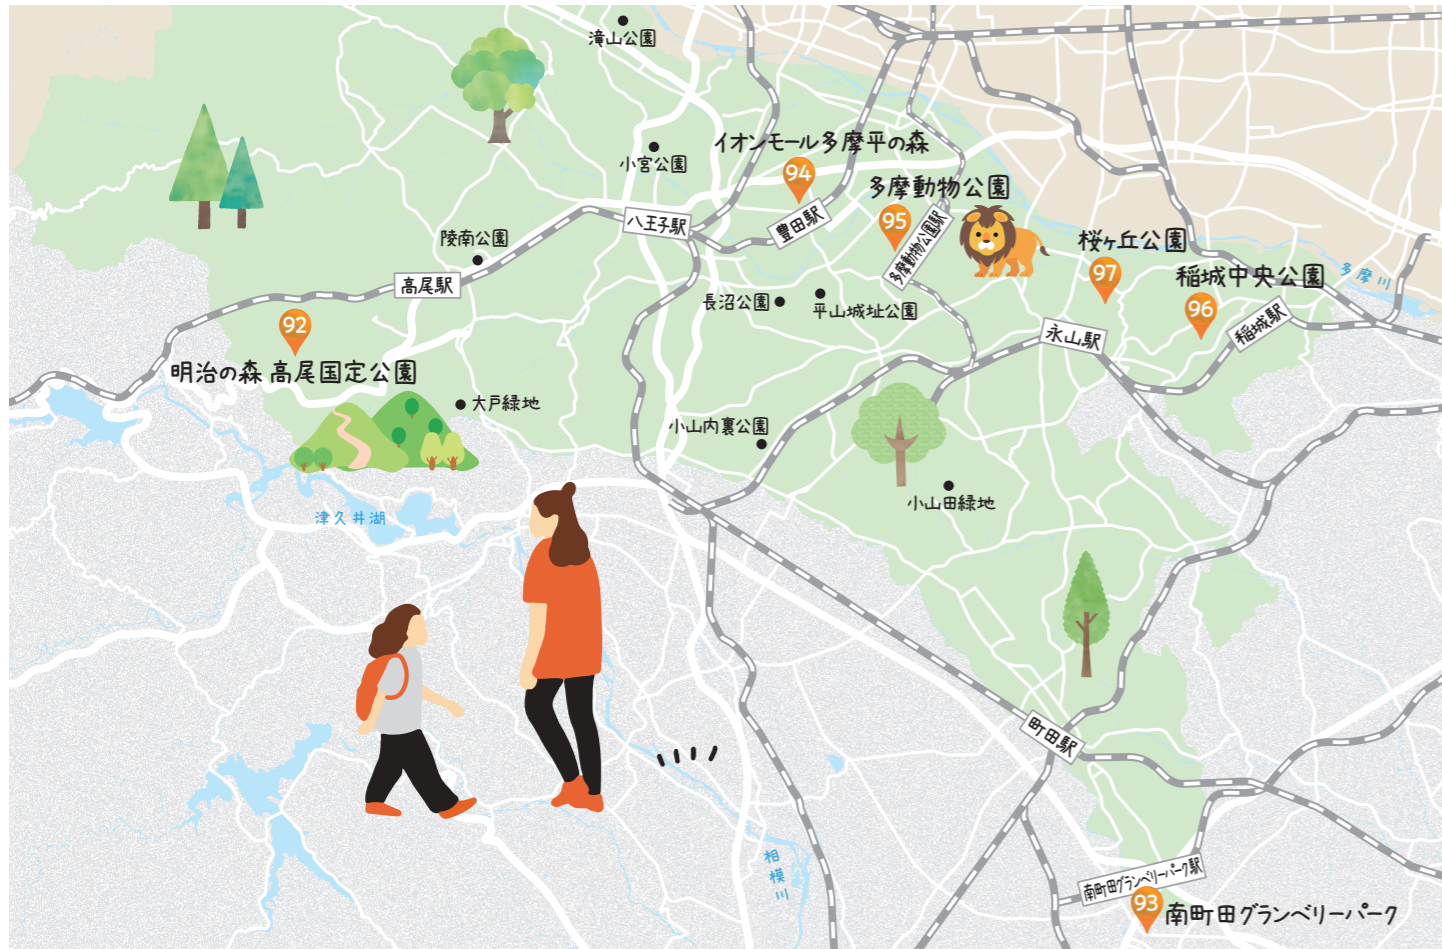 滝山公園
小宮公園
イオンモール多摩平の森
94
多摩動物公園
95
豊田駅
多摩動物公園駅
八王子駅
陵南公園
高尾駅
桜ヶ丘公園
97
稲城中央公園
96
稲城駅
多摩川
長沼公園
平山城址公園
永山駅
92
明治の森 高尾国定公園
大戸緑地
小山内裏公園
小山田緑地
津久井湖
町田駅
相模川
南町田グランベリーパーク駅
93
南町田グランベリーパーク